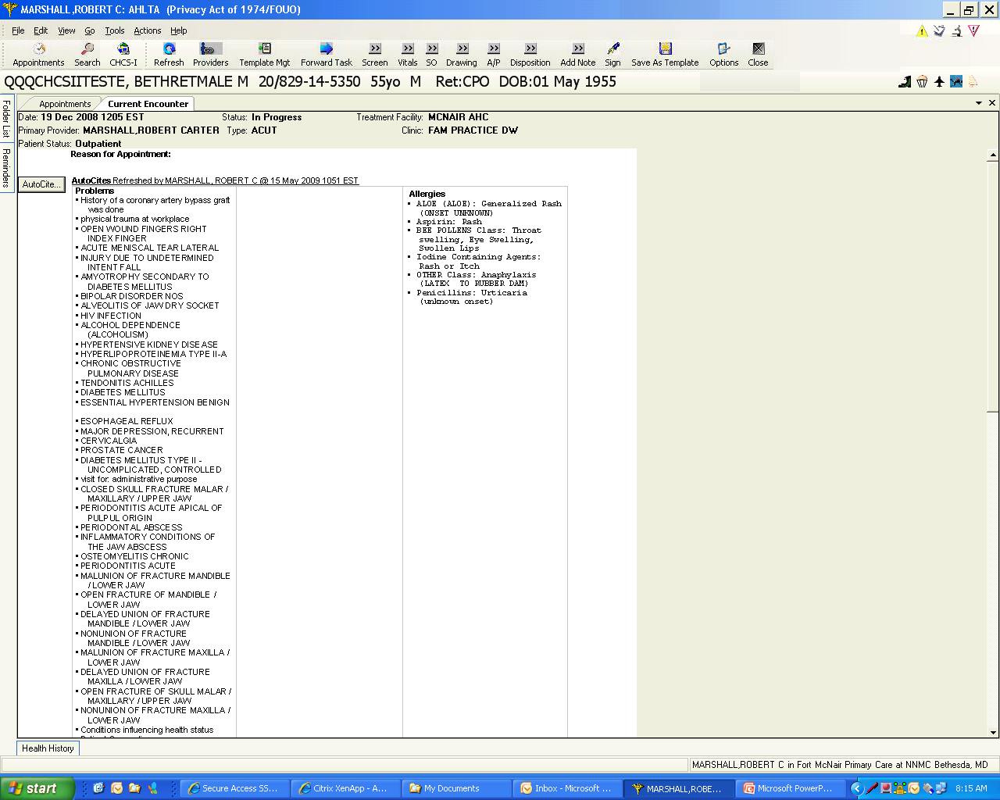 MARSHALL,ROBERT C: AHLTA (Privacy Act of 1974/FOUO)
File Edit View Go Tools Actions Help
Appointments Search CHCS-I Refresh Providers Template Mgt Forward Task Screen Vitals SO Drawing A/P Disposition Add Note Sign Save As Template Options Close
QQQCHCSIITESTE, BETHRETMALE M 20/829-14-5350 55yo M Ret:CPO DOB:01 May 1955
Folder List
Reminders
Appointments Current Encounter
Date: 19 Dec 2008 1205 EST Status: In Progress Treatment Facility: MCNAIR AHC
Primary Provider: MARSHALL,ROBERT CARTER Type: ACUT Clinic: FAM PRACTICE DW
Patient Status: Outpatient
Reason for Appointment:
AutoCite...
AutoCites Refreshed by MARSHALL, ROBERT C @ 15 May 2009 1051 EST
Problems
• History of a coronary artery bypass graft
was done
• physical trauma at workplace
• OPEN WOUND FINGERS RIGHT
INDEX FINGER
• ACUTE MENISCAL TEAR LATERAL
• INJURY DUE TO UNDETERMINED
INTENT FALL
• AMYOTROPHY SECONDARY TO
DIABETES MELLITUS
• BIPOLAR DISORDER NOS
• ALVEOLITIS OF JAW DRY SOCKET
• HIV INFECTION
• ALCOHOL DEPENDENCE
(ALCOHOLISM)
• HYPERTENSIVE KIDNEY DISEASE
• HYPERLIPOPROTEINEMIA TYPE II-A
• CHRONIC OBSTRUCTIVE
PULMONARY DISEASE
• TENDONITIS ACHILLES
• DIABETES MELLITUS
• ESSENTIAL HYPERTENSION BENIGN
• ESOPHAGEAL REFLUX
• MAJOR DEPRESSION, RECURRENT
• CERVICALGIA
• PROSTATE CANCER
• DIABETES MELLITUS TYPE II -
UNCOMPLICATED, CONTROLLED
• visit for: administrative purpose
• CLOSED SKULL FRACTURE MALAR /
MAXILLARY / UPPER JAW
• PERIODONTITIS ACUTE APICAL OF
PULPUL ORIGIN
• PERIODONTAL ABSCESS
• INFLAMMATORY CONDITIONS OF
THE JAW ABSCESS
• OSTEOMYELITIS CHRONIC
• PERIODONTITIS ACUTE
• MALUNION OF FRACTURE MANDIBLE
/ LOWER JAW
• OPEN FRACTURE OF MANDIBLE /
LOWER JAW
• DELAYED UNION OF FRACTURE
MANDIBLE / LOWER JAW
• NONUNION OF FRACTURE
MANDIBLE / LOWER JAW
• MALUNION OF FRACTURE MAXILLA /
LOWER JAW
• DELAYED UNION OF FRACTURE
MAXILLA / LOWER JAW
• OPEN FRACTURE OF SKULL MALAR /
MAXILLARY / UPPER JAW
• NONUNION OF FRACTURE MAXILLA /
LOWER JAW
• Conditions influencing health status
Allergies
• ALOE (ALOE): Generalized Rash
(ONSET UNKNOWN)
• Aspirin: Rash
• BEE POLLENS Class: Throat
swelling, Eye Swelling,
Swollen Lips
• Iodine Containing Agents:
Rash or Itch
• OTHER Class: Anaphylaxis
(LATEX TO RUBBER DAM)
• Penicillins: Urticaria
(unknown onset)
Health History
MARSHALL,ROBERT C in Fort McNair Primary Care at NNMC Bethesda, MD
start Secure Access SS... Citrix XenApp - A... My Documents Inbox - Microsoft ... MARSHALL,ROBE... Microsoft PowerP... 8:15 AM